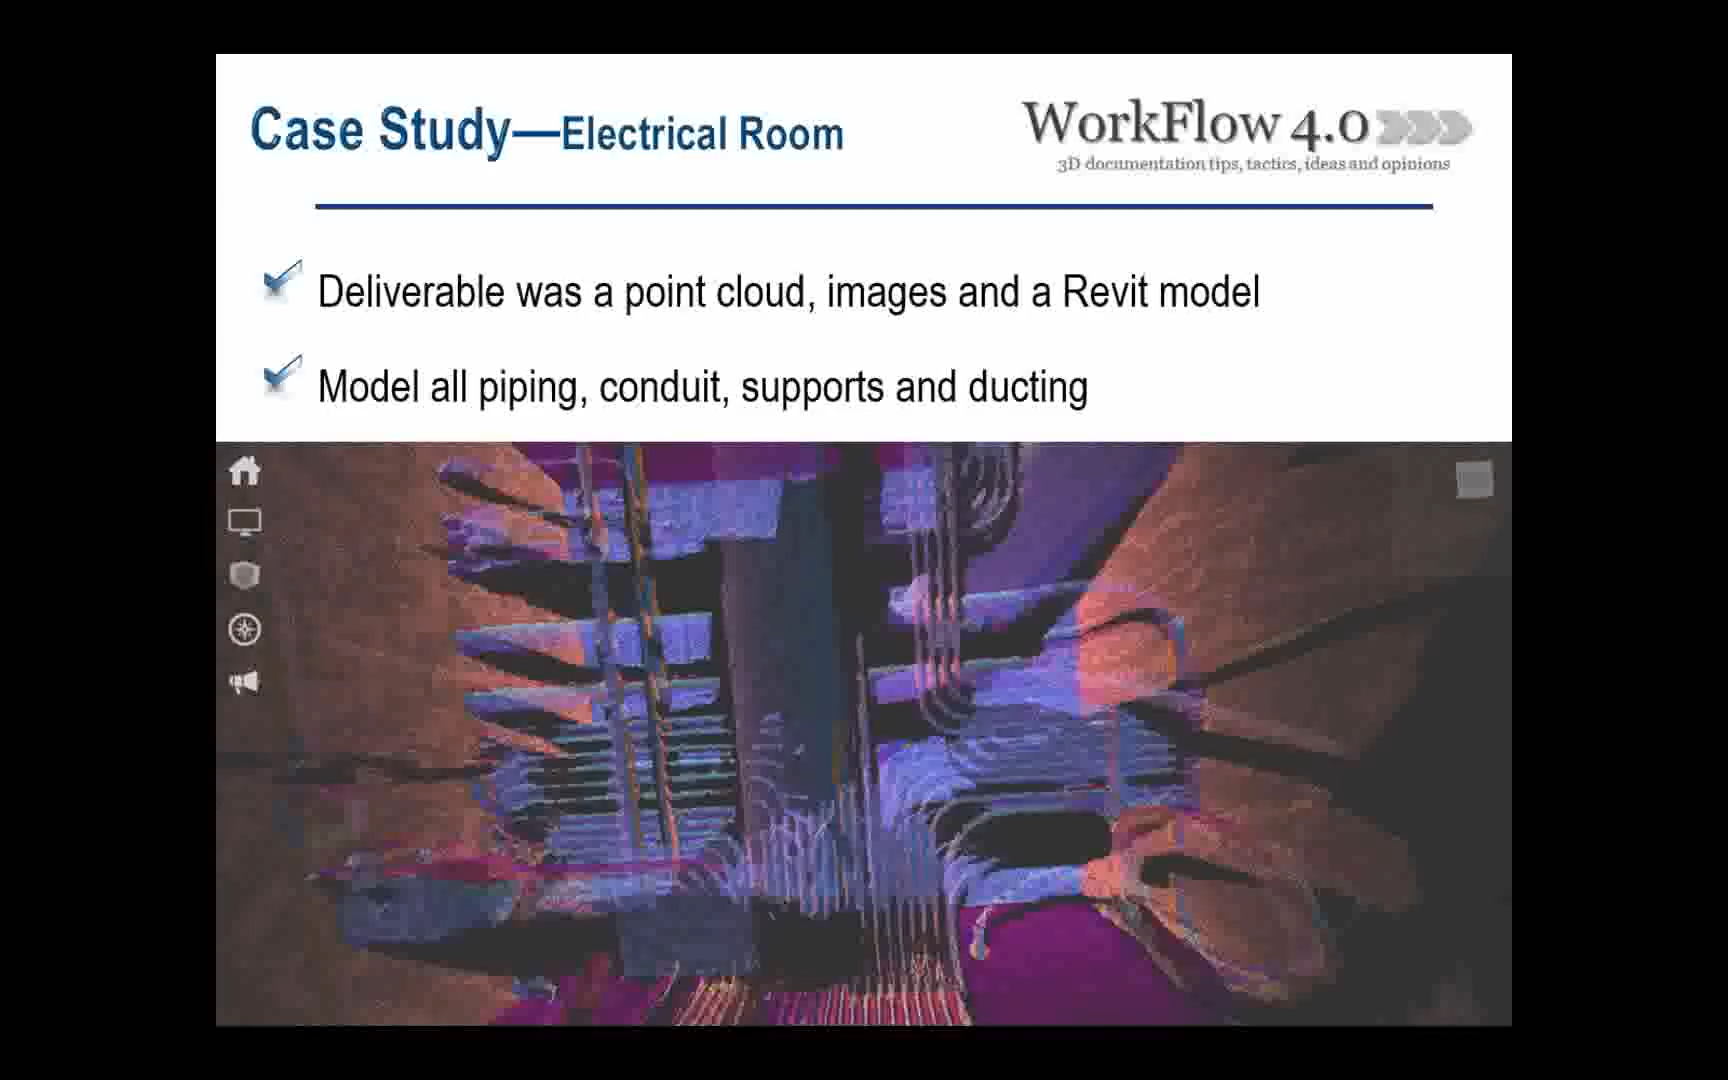 Case Study—Electrical Room
WorkFlow 4.0
3D documentation tips, tactics, ideas and opinions
Deliverable was a point cloud, images and a Revit model
Model all piping, conduit, supports and ducting